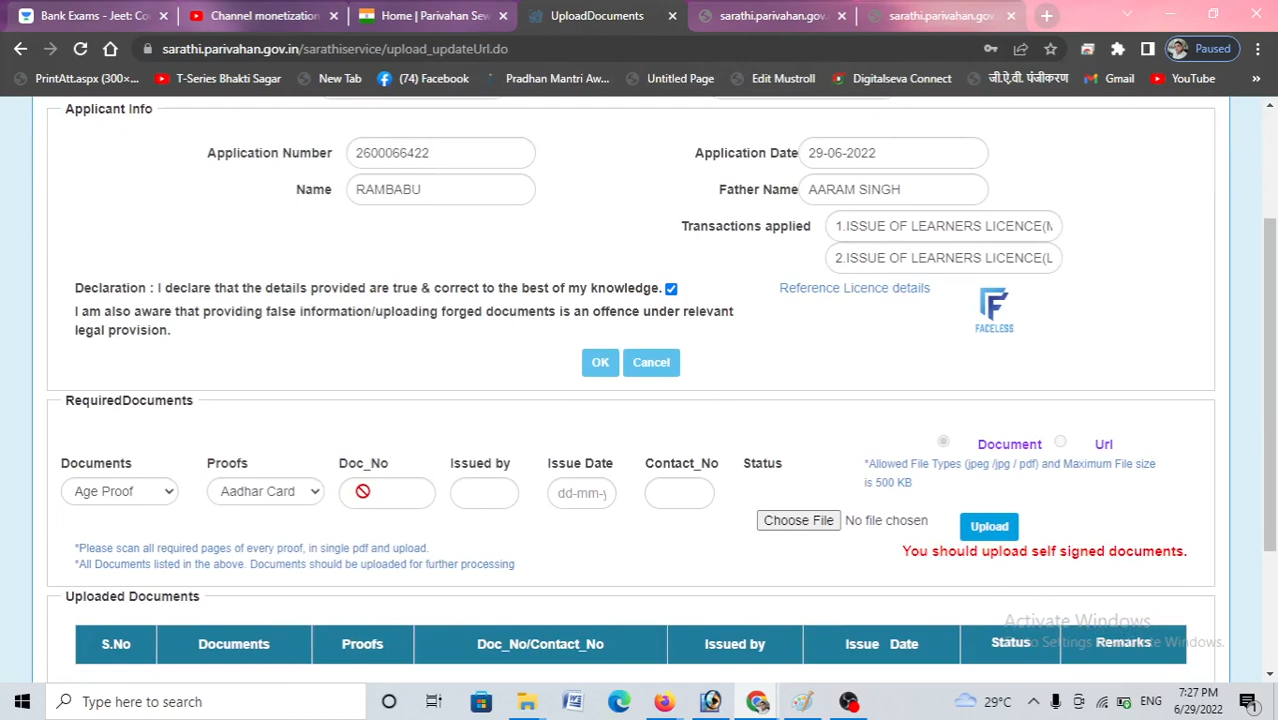 Bank Exams - Jeet: Co
Channel monetization
Home | Parivahan Sew
UploadDocuments
sarathi.parivahan.gov.
sarathi.parivahan.gov.in
sarathi.parivahan.gov.in/sarathiservice/upload_updateUrl.do
Paused
PrintAtt.aspx (300×...
T-Series Bhakti Sagar
New Tab
(74) Facebook
Pradhan Mantri Aw...
Untitled Page
Edit Mustroll
Digitalseva Connect
जी.ऐ.वी. पंजीकरण
Gmail
YouTube
»
Applicant Info
Application Number 2600066422 Application Date 29-06-2022
Name RAMBABU Father Name AARAM SINGH
Transactions applied 1.ISSUE OF LEARNERS LICENCE(M
2.ISSUE OF LEARNERS LICENCE(L
Declaration : I declare that the details provided are true & correct to the best of my knowledge.
Reference Licence details
I am also aware that providing false information/uploading forged documents is an offence under relevant
legal provision.
FACELESS
OK Cancel
RequiredDocuments
Document Url
Documents Proofs Doc_No Issued by Issue Date Contact_No Status
*Allowed File Types (jpeg /jpg / pdf) and Maximum File size
is 500 KB
Age Proof Aadhar Card dd-mm-y
Choose File No file chosen Upload
*Please scan all required pages of every proof, in single pdf and upload.
You should upload self signed documents.
*All Documents listed in the above. Documents should be uploaded for further processing
Uploaded Documents
Activate Windows
S.No Documents Proofs Doc_No/Contact_No Issued by Issue Date Status Remarks
Go to Settings to activate Windows.
Type here to search
29°C
ENG
7:27 PM
6/29/2022
1